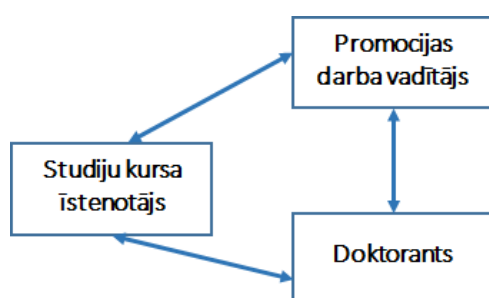 Promocijas
darba vadītājs
Studiju kursa
īstenotājs
Doktorants